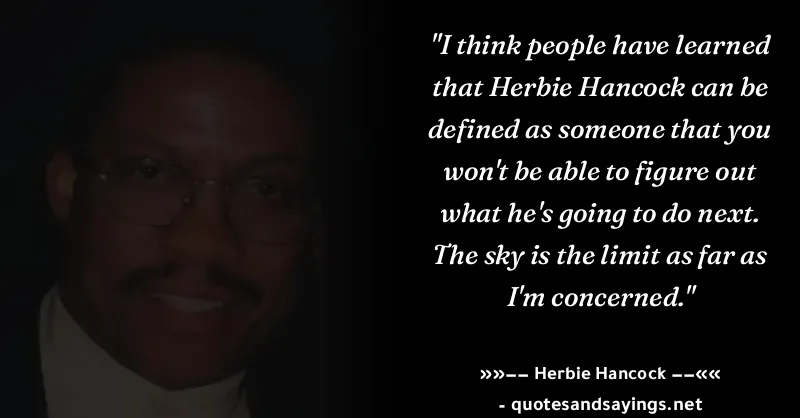 "I think people have learned
that Herbie Hancock can be
defined as someone that you
won't be able to figure out
what he's going to do next.
The sky is the limit as far as
I'm concerned."
»»−− Herbie Hancock −−««
- quotesandsayings.net